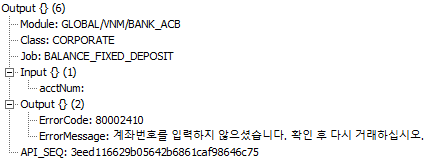 Output {} (6)
Module: GLOBAL/VNM/BANK_ACB
Class: CORPORATE
Job: BALANCE_FIXED_DEPOSIT
Input {} (1)
acctNum:
Output {} (2)
ErrorCode: 80002410
ErrorMessage: 계좌번호를 입력하지 않으셨습니다. 확인 후 다시 거래하십시오.
API_SEQ: 3eed116629b05642b6861caf98646c75